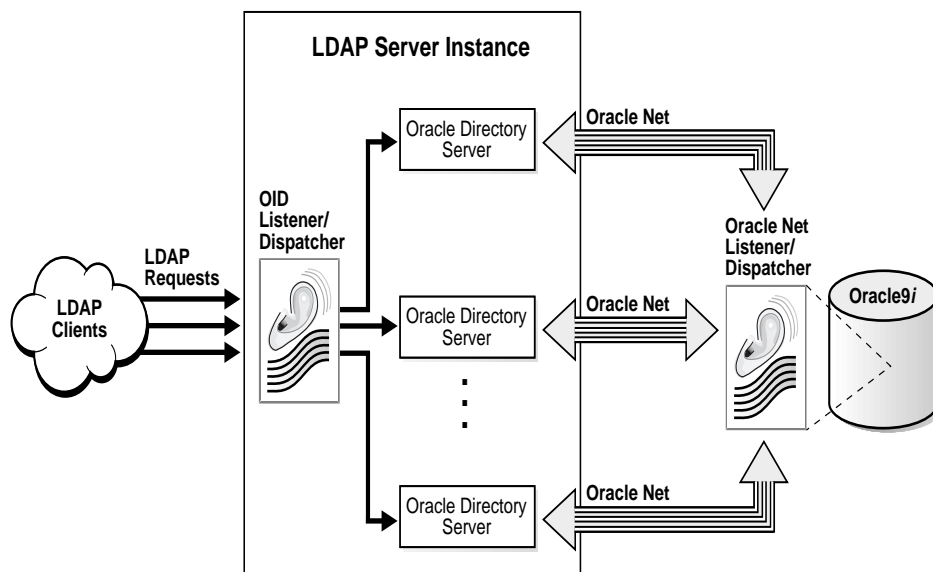 LDAP Server Instance
Oracle Directory
Server
Oracle Net
OID
Listener/
Dispatcher
Oracle Net
Listener/
Dispatcher
LDAP
Requests
LDAP
Clients
Oracle9i
Oracle Directory
Server
Oracle Net
Oracle Directory
Server
Oracle Net